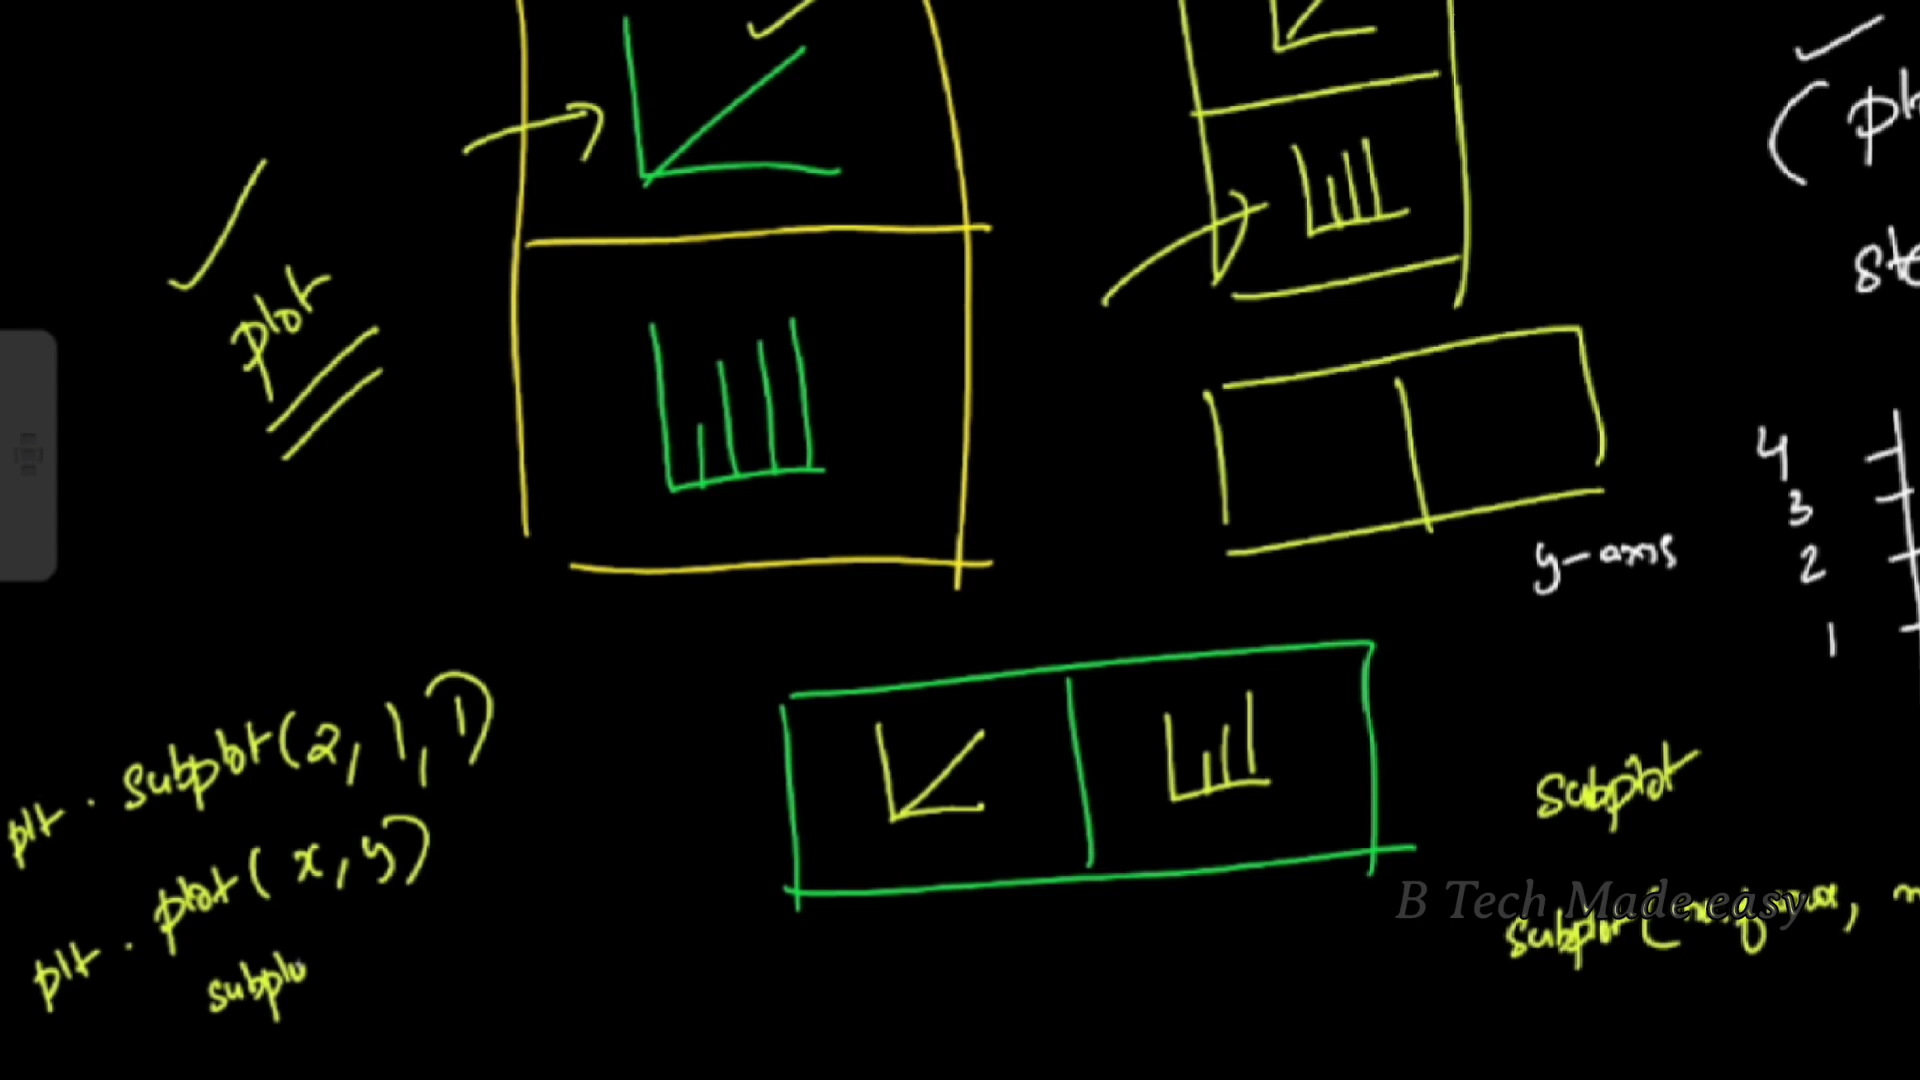 plot
4
3
2
1
y-axis
plt.subplot(2,1,1)
plt.plot(x,y)
subplo
subplot
B Tech Made easy